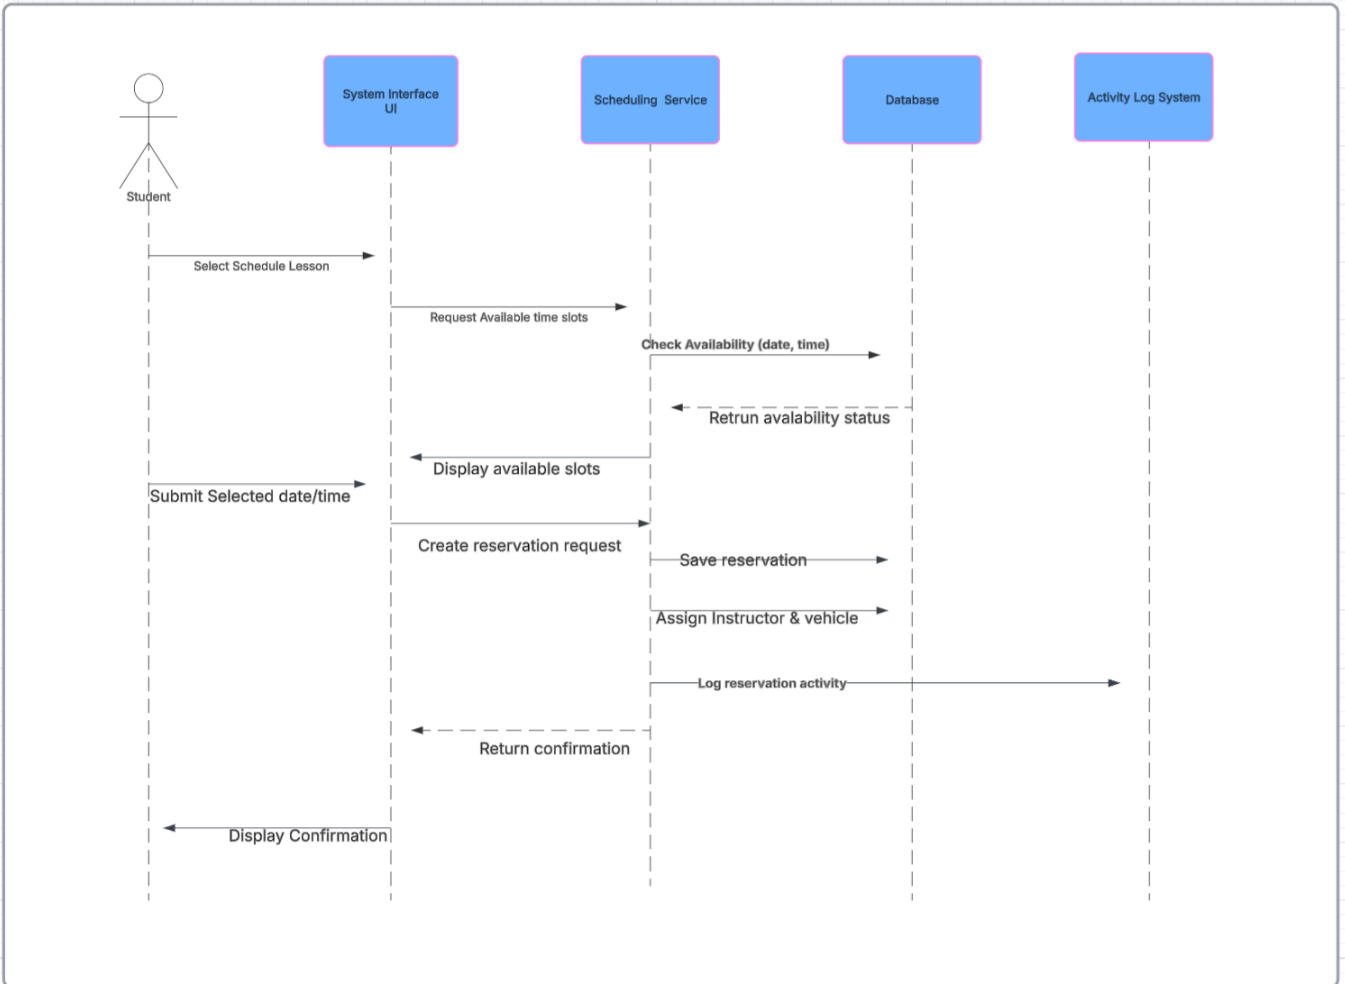 System Interface
UI
Scheduling Service
Database
Activity Log System
Student
Select Schedule Lesson
Request Available time slots
Check Availability (date, time)
Retrun avalability status
Display available slots
Submit Selected date/time
Create reservation request
Save reservation
Assign Instructor & vehicle
Log reservation activity
Return confirmation
Display Confirmation